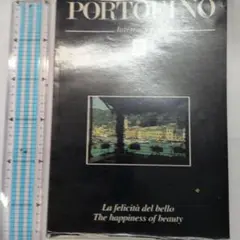 PORTOFINO
La felicità del bello
The happiness of beauty